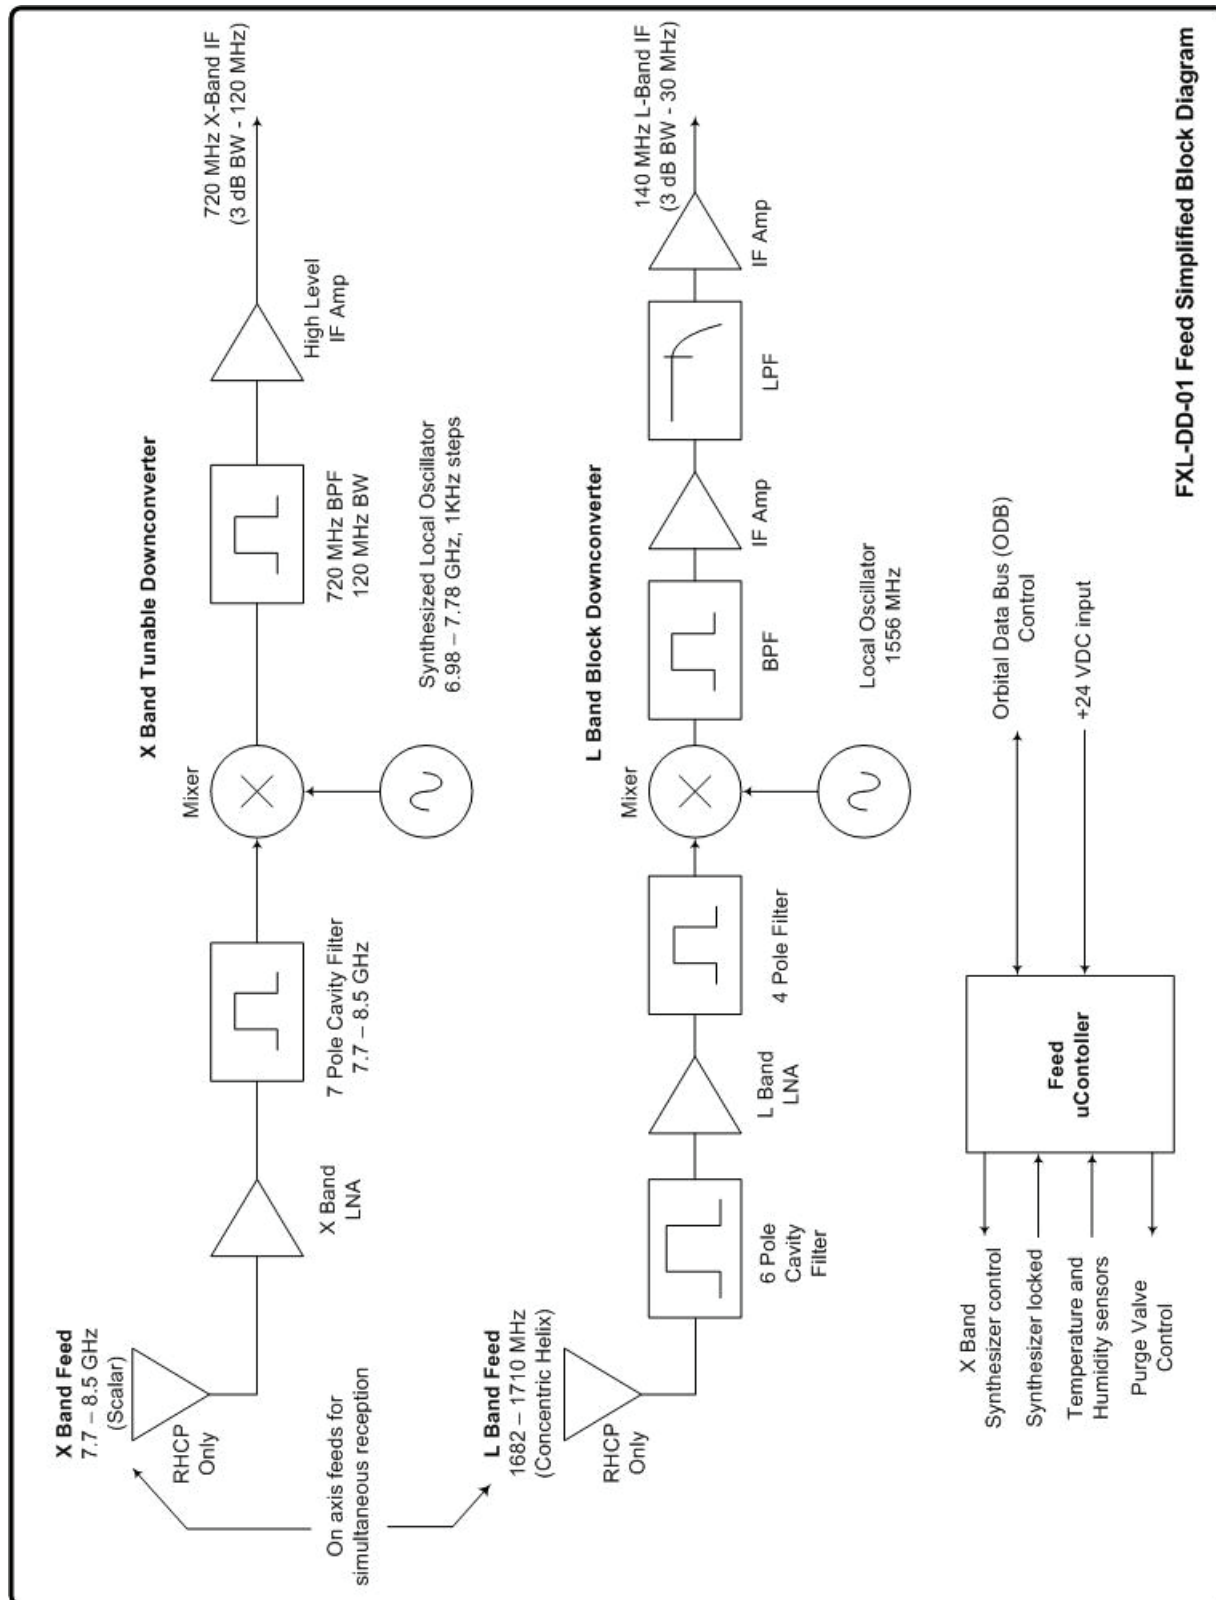 X Band Feed
7.7 – 8.5 GHz
(Scalar)
RHCP
Only
X Band
LNA
7 Pole Cavity Filter
7.7 – 8.5 GHz
Mixer
X Band Tunable Downconverter
Synthesized Local Oscillator
6.98 – 7.78 GHz, 1KHz steps
720 MHz BPF
120 MHz BW
High Level
IF Amp
720 MHz X-Band IF
(3 dB BW - 120 MHz)
On axis feeds for
simultaneous reception
L Band Feed
1682 – 1710 MHz
(Concentric Helix)
RHCP
Only
6 Pole
Cavity
Filter
L Band
LNA
4 Pole Filter
Mixer
L Band Block Downconverter
Local Oscillator
1556 MHz
BPF
IF Amp
LPF
IF Amp
140 MHz L-Band IF
(3 dB BW - 30 MHz)
X Band
Synthesizer control
Synthesizer locked
Temperature and
Humidity sensors
Purge Valve
Control
Feed
uContoller
Orbital Data Bus (ODB)
Control
+24 VDC input
FXL-DD-01 Feed Simplified Block Diagram